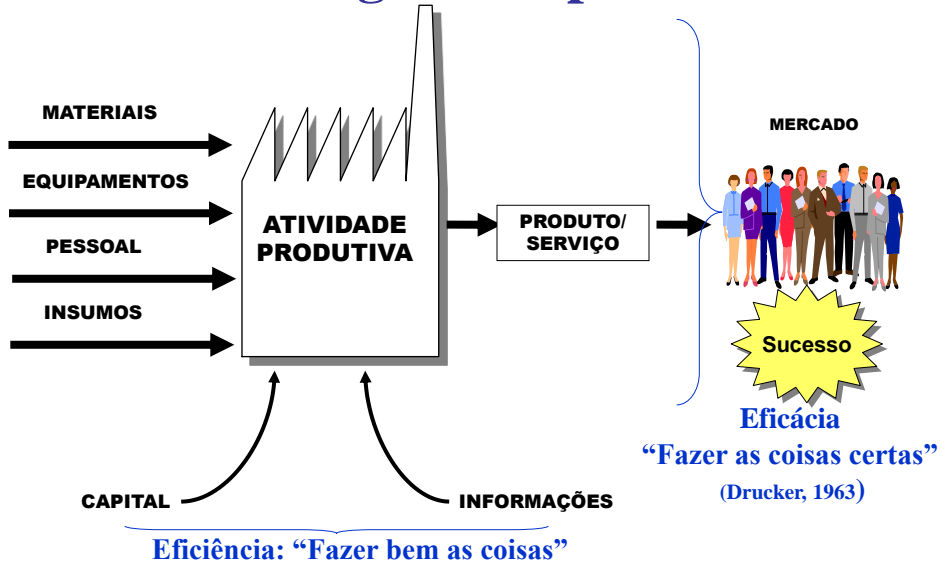 MATERIAIS
EQUIPAMENTOS
PESSOAL
INSUMOS
ATIVIDADE
PRODUTIVA
PRODUTO/
SERVIÇO
MERCADO
Sucesso
Eficácia
“Fazer as coisas certas”
(Drucker, 1963)
CAPITAL
INFORMAÇÕES
Eficiência: “Fazer bem as coisas”